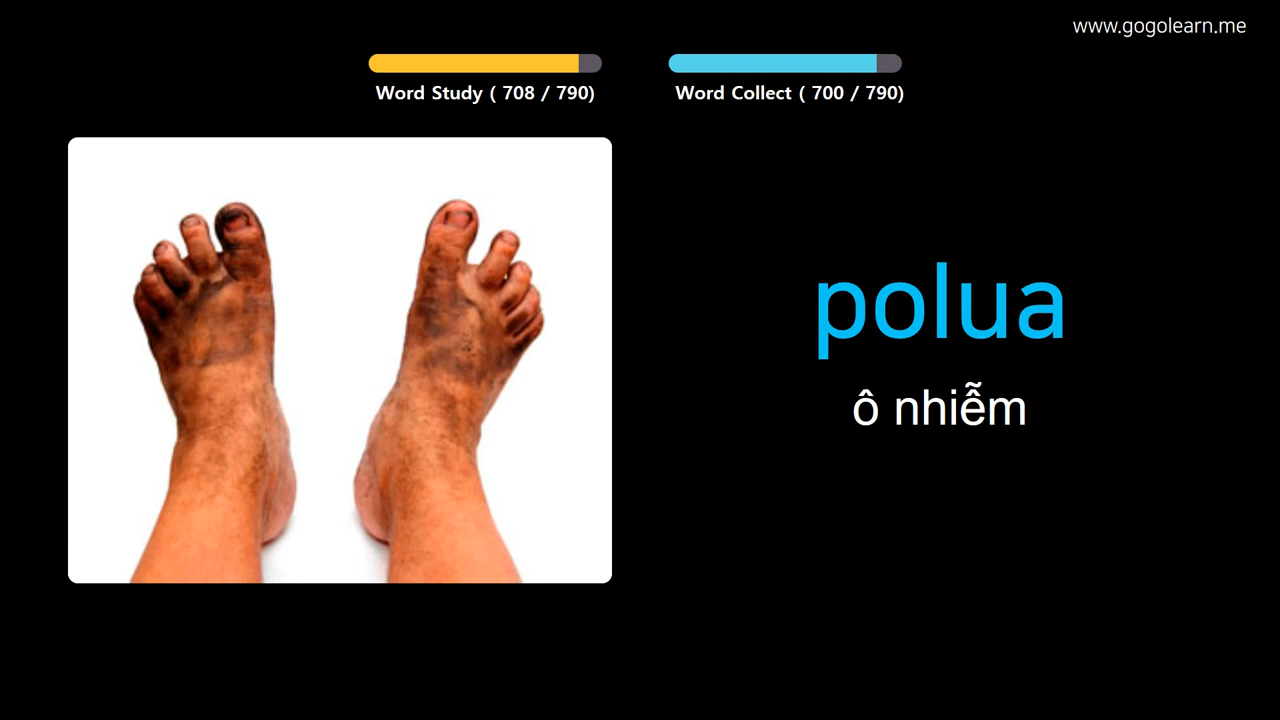 www.gogolearn.me
Word Study ( 708 / 790)
Word Collect ( 700 / 790)
polua
ô nhiễm